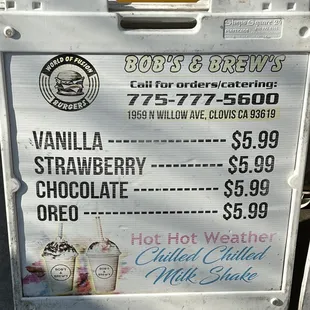 WORLD OF FUSION
BURGERS
BOB'S & BREW'S
Call for orders/catering:
775-777-5600
1959 N WILLOW AVE, CLOVIS CA 93619
VANILLA ------------------ $5.99
STRAWBERRY ----------- $5.99
CHOCOLATE ------------- $5.99
OREO --------------------- $5.99
Hot Hot Weather
Chilled Chilled
Milk Shake